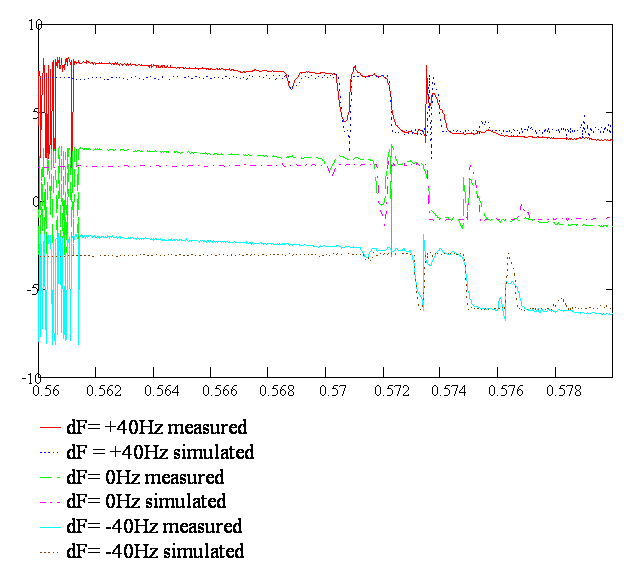 10
5
0
-5
-10
0.56 0.562 0.564 0.566 0.568 0.57 0.572 0.574 0.576 0.578
dF= +40Hz measured
dF = +40Hz simulated
dF= 0Hz measured
dF= 0Hz simulated
dF= -40Hz measured
dF= -40Hz simulated